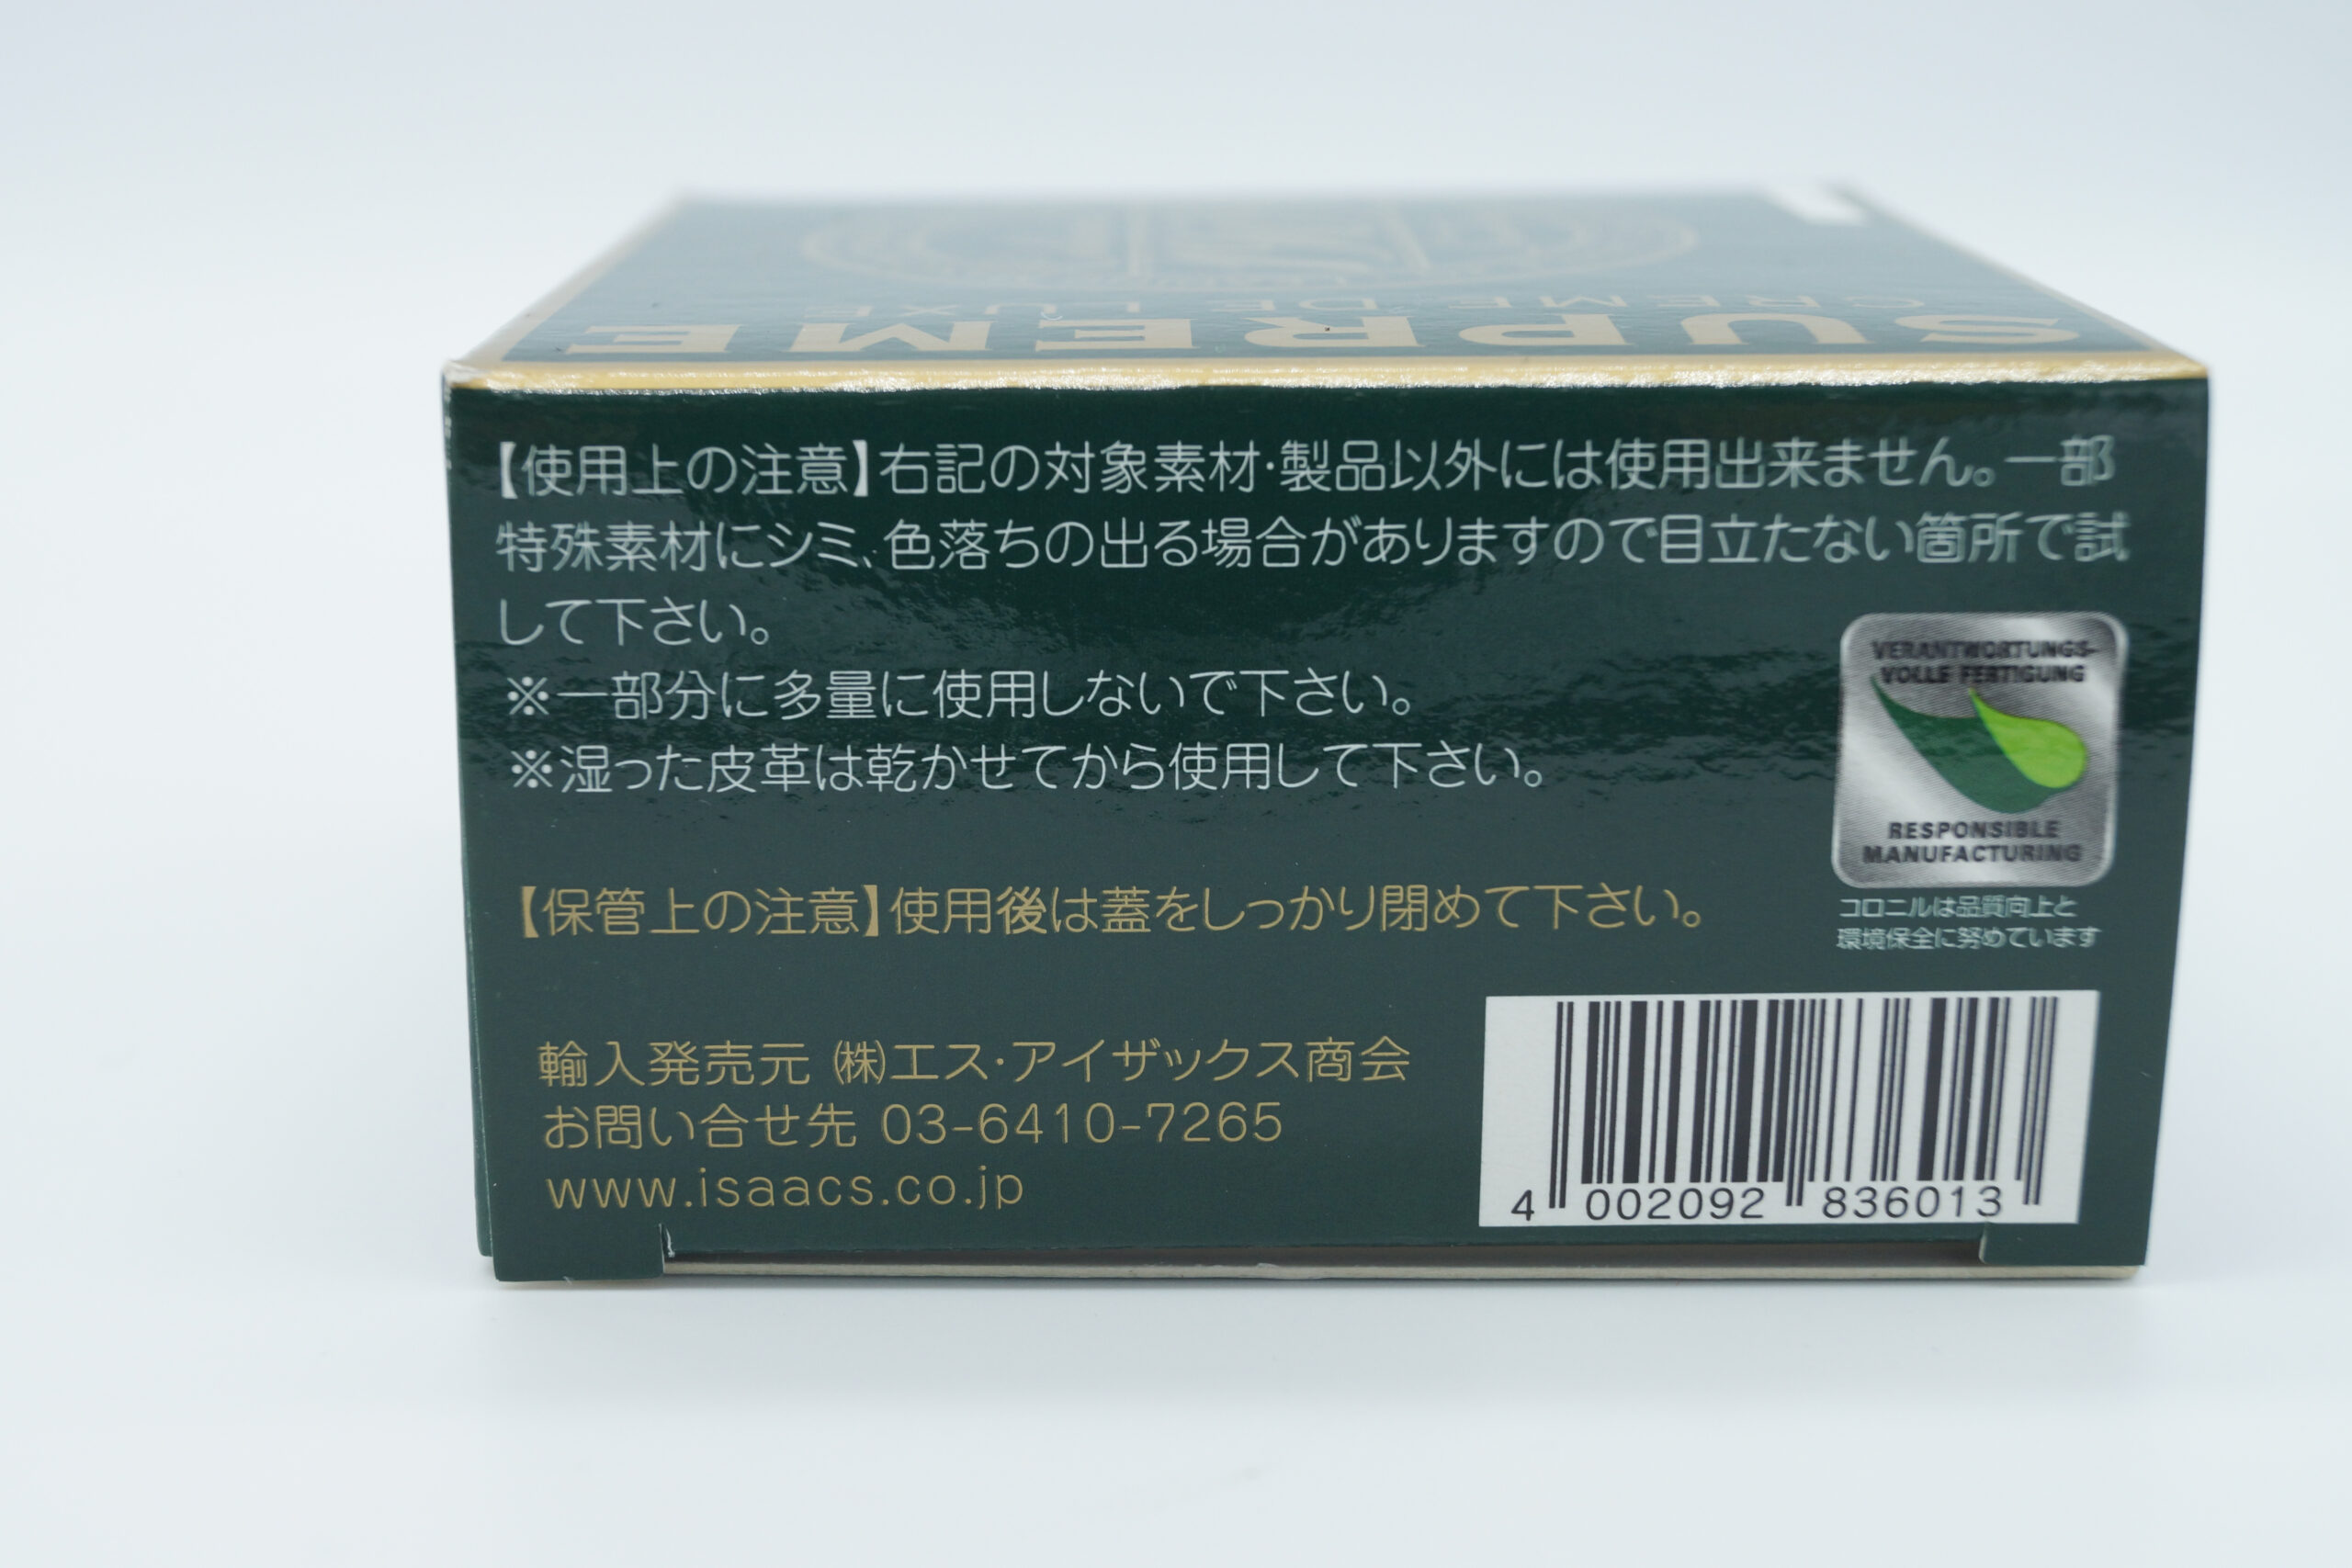 SUPREME
CREME DE LUXE
【使用上の注意】右記の対象素材・製品以外には使用出来ません。一部
特殊素材にシミ、色落ちの出る場合がありますので目立たない箇所で試
して下さい。
※一部分に多量に使用しないで下さい。
※湿った皮革は乾かせてから使用して下さい。
VERANTWORTUNGS-
VOLLE FERTIGUNG
RESPONSIBLE
MANUFACTURING
コロニルは品質向上と
環境保全に努めています
【保管上の注意】使用後は蓋をしっかり閉めて下さい。
輸入発売元 ㈱エス・アイザックス商会
お問い合せ先 03-6410-7265
www.isaacs.co.jp
4 002092 836013